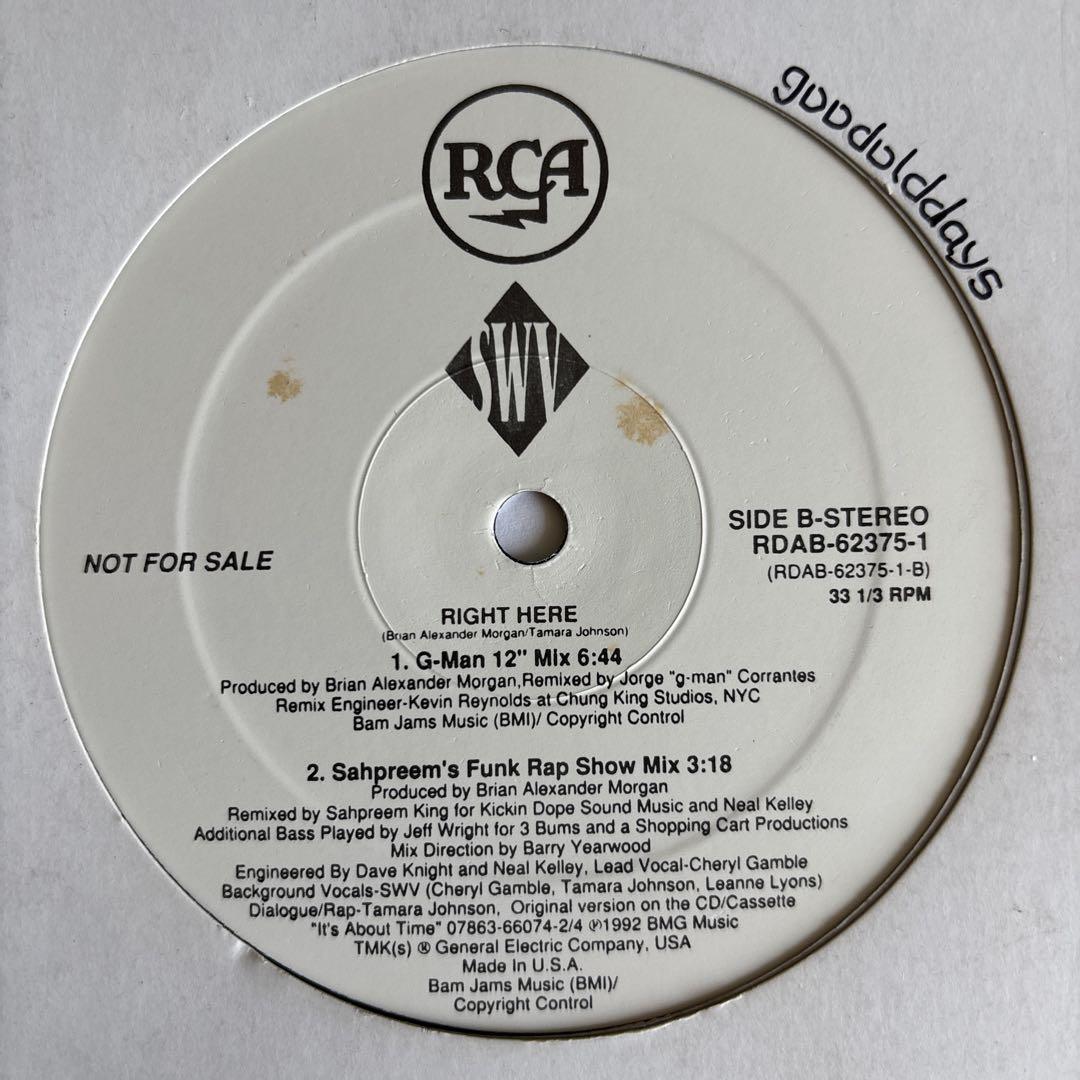 goodolddays
RCA
SWV
NOT FOR SALE
SIDE B-STEREO
RDAB-62375-1
(RDAB-62375-1-B)
33 1/3 RPM
RIGHT HERE
(Brian Alexander Morgan/Tamara Johnson)
1. G-Man 12" Mix 6:44
Produced by Brian Alexander Morgan,Remixed by Jorge "g-man" Corrantes
Remix Engineer-Kevin Reynolds at Chung King Studios, NYC
Bam Jams Music (BMI)/ Copyright Control
2. Sahpreem's Funk Rap Show Mix 3:18
Produced by Brian Alexander Morgan
Remixed by Sahpreem King for Kickin Dope Sound Music and Neal Kelley
Additional Bass Played by Jeff Wright for 3 Bums and a Shopping Cart Productions
Mix Direction by Barry Yearwood
Engineered By Dave Knight and Neal Kelley, Lead Vocal-Cheryl Gamble
Background Vocals-SWV (Cheryl Gamble, Tamara Johnson, Leanne Lyons)
Dialogue/Rap-Tamara Johnson, Original version on the CD/Cassette
"It's About Time" 07863-66074-2/4 ℗1992 BMG Music
TMK(s) ® General Electric Company, USA
Made In U.S.A.
Bam Jams Music (BMI)/
Copyright Control